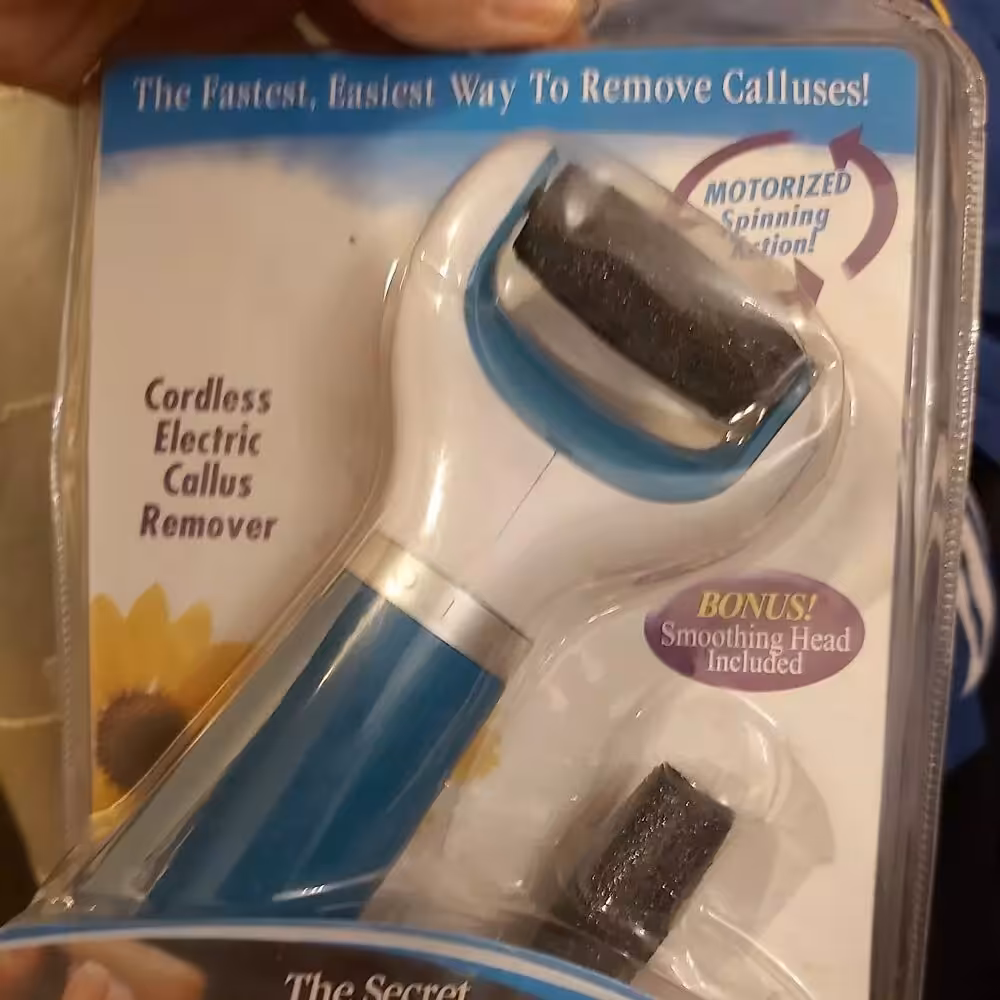 The Fastest, Easiest Way To Remove Calluses!
MOTORIZED
Spinning
Action!
Cordless
Electric
Callus
Remover
BONUS!
Smoothing Head
Included
The Secret